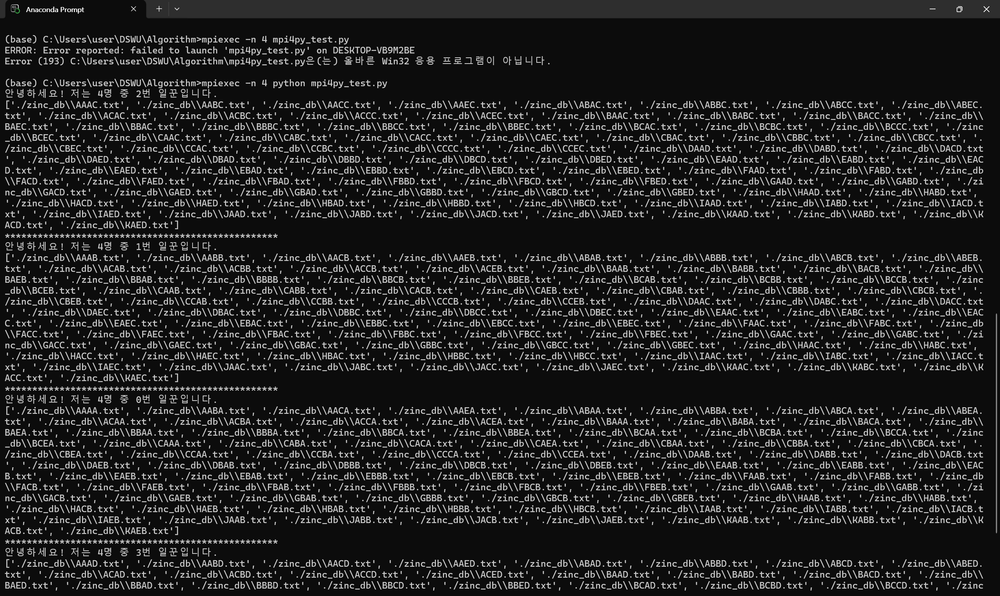 Anaconda Prompt
(base) C:\Users\user\DSWU\Algorithm>mpiexec -n 4 mpi4py_test.py
ERROR: Error reported: failed to launch 'mpi4py_test.py' on DESKTOP-VB9M2BE
Error (193) C:\Users\user\DSWU\Algorithm\mpi4py_test.py은(는) 올바른 Win32 응용 프로그램이 아닙니다.
(base) C:\Users\user\DSWU\Algorithm>mpiexec -n 4 python mpi4py_test.py
안녕하세요! 저는 4명 중 2번 일꾼입니다.
['./zinc_db\\AAAC.txt', './zinc_db\\AABC.txt', './zinc_db\\AACC.txt', './zinc_db\\AAEC.txt', './zinc_db\\ABAC.txt', './zinc_db\\ABBC.txt', './zinc_db\\ABCC.txt', './zinc_db\\ABEC.
txt', './zinc_db\\ACAC.txt', './zinc_db\\ACBC.txt', './zinc_db\\ACCC.txt', './zinc_db\\ACEC.txt', './zinc_db\\BAAC.txt', './zinc_db\\BABC.txt', './zinc_db\\BACC.txt', './zinc_db\\
BAEC.txt', './zinc_db\\BBAC.txt', './zinc_db\\BBBC.txt', './zinc_db\\BBCC.txt', './zinc_db\\BBEC.txt', './zinc_db\\BCAC.txt', './zinc_db\\BCBC.txt', './zinc_db\\BCCC.txt', './zinc
_db\\BCEC.txt', './zinc_db\\CAAC.txt', './zinc_db\\CABC.txt', './zinc_db\\CACC.txt', './zinc_db\\CAEC.txt', './zinc_db\\CBAC.txt', './zinc_db\\CBBC.txt', './zinc_db\\CBCC.txt', '.
/zinc_db\\CBEC.txt', './zinc_db\\CCAC.txt', './zinc_db\\CCBC.txt', './zinc_db\\CCCC.txt', './zinc_db\\CCEC.txt', './zinc_db\\DAAD.txt', './zinc_db\\DABD.txt', './zinc_db\\DACD.txt
', './zinc_db\\DAED.txt', './zinc_db\\DBAD.txt', './zinc_db\\DBBD.txt', './zinc_db\\DBCD.txt', './zinc_db\\DBED.txt', './zinc_db\\EAAD.txt', './zinc_db\\EABD.txt', './zinc_db\\EAC
D.txt', './zinc_db\\EAED.txt', './zinc_db\\EBAD.txt', './zinc_db\\EBBD.txt', './zinc_db\\EBCD.txt', './zinc_db\\EBED.txt', './zinc_db\\FAAD.txt', './zinc_db\\FABD.txt', './zinc_db
\\FACD.txt', './zinc_db\\FAED.txt', './zinc_db\\FBAD.txt', './zinc_db\\FBBD.txt', './zinc_db\\FBCD.txt', './zinc_db\\FBED.txt', './zinc_db\\GAAD.txt', './zinc_db\\GABD.txt', './zi
nc_db\\GACD.txt', './zinc_db\\GAED.txt', './zinc_db\\GBAD.txt', './zinc_db\\GBBD.txt', './zinc_db\\GBCD.txt', './zinc_db\\GBED.txt', './zinc_db\\HAAD.txt', './zinc_db\\HABD.txt',
'./zinc_db\\HACD.txt', './zinc_db\\HAED.txt', './zinc_db\\HBAD.txt', './zinc_db\\HBBD.txt', './zinc_db\\HBCD.txt', './zinc_db\\IAAD.txt', './zinc_db\\IABD.txt', './zinc_db\\IACD.t
xt', './zinc_db\\IAED.txt', './zinc_db\\JAAD.txt', './zinc_db\\JABD.txt', './zinc_db\\JACD.txt', './zinc_db\\JAED.txt', './zinc_db\\KAAD.txt', './zinc_db\\KABD.txt', './zinc_db\\K
ACD.txt', './zinc_db\\KAED.txt']
**************************************************
안녕하세요! 저는 4명 중 1번 일꾼입니다.
['./zinc_db\\AAAB.txt', './zinc_db\\AABB.txt', './zinc_db\\AACB.txt', './zinc_db\\AAEB.txt', './zinc_db\\ABAB.txt', './zinc_db\\ABBB.txt', './zinc_db\\ABCB.txt', './zinc_db\\ABEB.
txt', './zinc_db\\ACAB.txt', './zinc_db\\ACBB.txt', './zinc_db\\ACCB.txt', './zinc_db\\ACEB.txt', './zinc_db\\BAAB.txt', './zinc_db\\BABB.txt', './zinc_db\\BACB.txt', './zinc_db\\
BAEB.txt', './zinc_db\\BBAB.txt', './zinc_db\\BBBB.txt', './zinc_db\\BBCB.txt', './zinc_db\\BBEB.txt', './zinc_db\\BCAB.txt', './zinc_db\\BCBB.txt', './zinc_db\\BCCB.txt', './zinc
_db\\BCEB.txt', './zinc_db\\CAAB.txt', './zinc_db\\CABB.txt', './zinc_db\\CACB.txt', './zinc_db\\CAEB.txt', './zinc_db\\CBAB.txt', './zinc_db\\CBBB.txt', './zinc_db\\CBCB.txt', '.
/zinc_db\\CBEB.txt', './zinc_db\\CCAB.txt', './zinc_db\\CCBB.txt', './zinc_db\\CCCB.txt', './zinc_db\\CCEB.txt', './zinc_db\\DAAC.txt', './zinc_db\\DABC.txt', './zinc_db\\DACC.txt
', './zinc_db\\DAEC.txt', './zinc_db\\DBAC.txt', './zinc_db\\DBBC.txt', './zinc_db\\DBCC.txt', './zinc_db\\DBEC.txt', './zinc_db\\EAAC.txt', './zinc_db\\EABC.txt', './zinc_db\\EAC
C.txt', './zinc_db\\EAEC.txt', './zinc_db\\EBAC.txt', './zinc_db\\EBBC.txt', './zinc_db\\EBCC.txt', './zinc_db\\EBEC.txt', './zinc_db\\FAAC.txt', './zinc_db\\FABC.txt', './zinc_db
\\FACC.txt', './zinc_db\\FAEC.txt', './zinc_db\\FBAC.txt', './zinc_db\\FBBC.txt', './zinc_db\\FBCC.txt', './zinc_db\\FBEC.txt', './zinc_db\\GAAC.txt', './zinc_db\\GABC.txt', './zi
nc_db\\GACC.txt', './zinc_db\\GAEC.txt', './zinc_db\\GBAC.txt', './zinc_db\\GBBC.txt', './zinc_db\\GBCC.txt', './zinc_db\\GBEC.txt', './zinc_db\\HAAC.txt', './zinc_db\\HABC.txt',
'./zinc_db\\HACC.txt', './zinc_db\\HAEC.txt', './zinc_db\\HBAC.txt', './zinc_db\\HBBC.txt', './zinc_db\\HBCC.txt', './zinc_db\\IAAC.txt', './zinc_db\\IABC.txt', './zinc_db\\IACC.t
xt', './zinc_db\\IAEC.txt', './zinc_db\\JAAC.txt', './zinc_db\\JABC.txt', './zinc_db\\JACC.txt', './zinc_db\\JAEC.txt', './zinc_db\\KAAC.txt', './zinc_db\\KABC.txt', './zinc_db\\K
ACC.txt', './zinc_db\\KAEC.txt']
**************************************************
안녕하세요! 저는 4명 중 0번 일꾼입니다.
['./zinc_db\\AAAA.txt', './zinc_db\\AABA.txt', './zinc_db\\AACA.txt', './zinc_db\\AAEA.txt', './zinc_db\\ABAA.txt', './zinc_db\\ABBA.txt', './zinc_db\\ABCA.txt', './zinc_db\\ABEA.
txt', './zinc_db\\ACAA.txt', './zinc_db\\ACBA.txt', './zinc_db\\ACCA.txt', './zinc_db\\ACEA.txt', './zinc_db\\BAAA.txt', './zinc_db\\BABA.txt', './zinc_db\\BACA.txt', './zinc_db\\
BAEA.txt', './zinc_db\\BBAA.txt', './zinc_db\\BBBA.txt', './zinc_db\\BBCA.txt', './zinc_db\\BBEA.txt', './zinc_db\\BCAA.txt', './zinc_db\\BCBA.txt', './zinc_db\\BCCA.txt', './zinc
_db\\BCEA.txt', './zinc_db\\CAAA.txt', './zinc_db\\CABA.txt', './zinc_db\\CACA.txt', './zinc_db\\CAEA.txt', './zinc_db\\CBAA.txt', './zinc_db\\CBBA.txt', './zinc_db\\CBCA.txt', '.
/zinc_db\\CBEA.txt', './zinc_db\\CCAA.txt', './zinc_db\\CCBA.txt', './zinc_db\\CCCA.txt', './zinc_db\\CCEA.txt', './zinc_db\\DAAB.txt', './zinc_db\\DABB.txt', './zinc_db\\DACB.txt
', './zinc_db\\DAEB.txt', './zinc_db\\DBAB.txt', './zinc_db\\DBBB.txt', './zinc_db\\DBCB.txt', './zinc_db\\DBEB.txt', './zinc_db\\EAAB.txt', './zinc_db\\EABB.txt', './zinc_db\\EAC
B.txt', './zinc_db\\EAEB.txt', './zinc_db\\EBAB.txt', './zinc_db\\EBBB.txt', './zinc_db\\EBCB.txt', './zinc_db\\EBEB.txt', './zinc_db\\FAAB.txt', './zinc_db\\FABB.txt', './zinc_db
\\FACB.txt', './zinc_db\\FAEB.txt', './zinc_db\\FBAB.txt', './zinc_db\\FBBB.txt', './zinc_db\\FBCB.txt', './zinc_db\\FBEB.txt', './zinc_db\\GAAB.txt', './zinc_db\\GABB.txt', './zi
nc_db\\GACB.txt', './zinc_db\\GAEB.txt', './zinc_db\\GBAB.txt', './zinc_db\\GBBB.txt', './zinc_db\\GBCB.txt', './zinc_db\\GBEB.txt', './zinc_db\\HAAB.txt', './zinc_db\\HABB.txt',
'./zinc_db\\HACB.txt', './zinc_db\\HAEB.txt', './zinc_db\\HBAB.txt', './zinc_db\\HBBB.txt', './zinc_db\\HBCB.txt', './zinc_db\\IAAB.txt', './zinc_db\\IABB.txt', './zinc_db\\IACB.t
xt', './zinc_db\\IAEB.txt', './zinc_db\\JAAB.txt', './zinc_db\\JABB.txt', './zinc_db\\JACB.txt', './zinc_db\\JAEB.txt', './zinc_db\\KAAB.txt', './zinc_db\\KABB.txt', './zinc_db\\K
ACB.txt', './zinc_db\\KAEB.txt']
**************************************************
안녕하세요! 저는 4명 중 3번 일꾼입니다.
['./zinc_db\\AAAD.txt', './zinc_db\\AABD.txt', './zinc_db\\AACD.txt', './zinc_db\\AAED.txt', './zinc_db\\ABAD.txt', './zinc_db\\ABBD.txt', './zinc_db\\ABCD.txt', './zinc_db\\ABED.
txt', './zinc_db\\ACAD.txt', './zinc_db\\ACBD.txt', './zinc_db\\ACCD.txt', './zinc_db\\ACED.txt', './zinc_db\\BAAD.txt', './zinc_db\\BABD.txt', './zinc_db\\BACD.txt', './zinc_db\\
BAED.txt', './zinc_db\\BBAD.txt', './zinc_db\\BBBD.txt', './zinc_db\\BBCD.txt', './zinc_db\\BBED.txt', './zinc_db\\BCAD.txt', './zinc_db\\BCBD.txt', './zinc_db\\BCCD.txt', './zinc